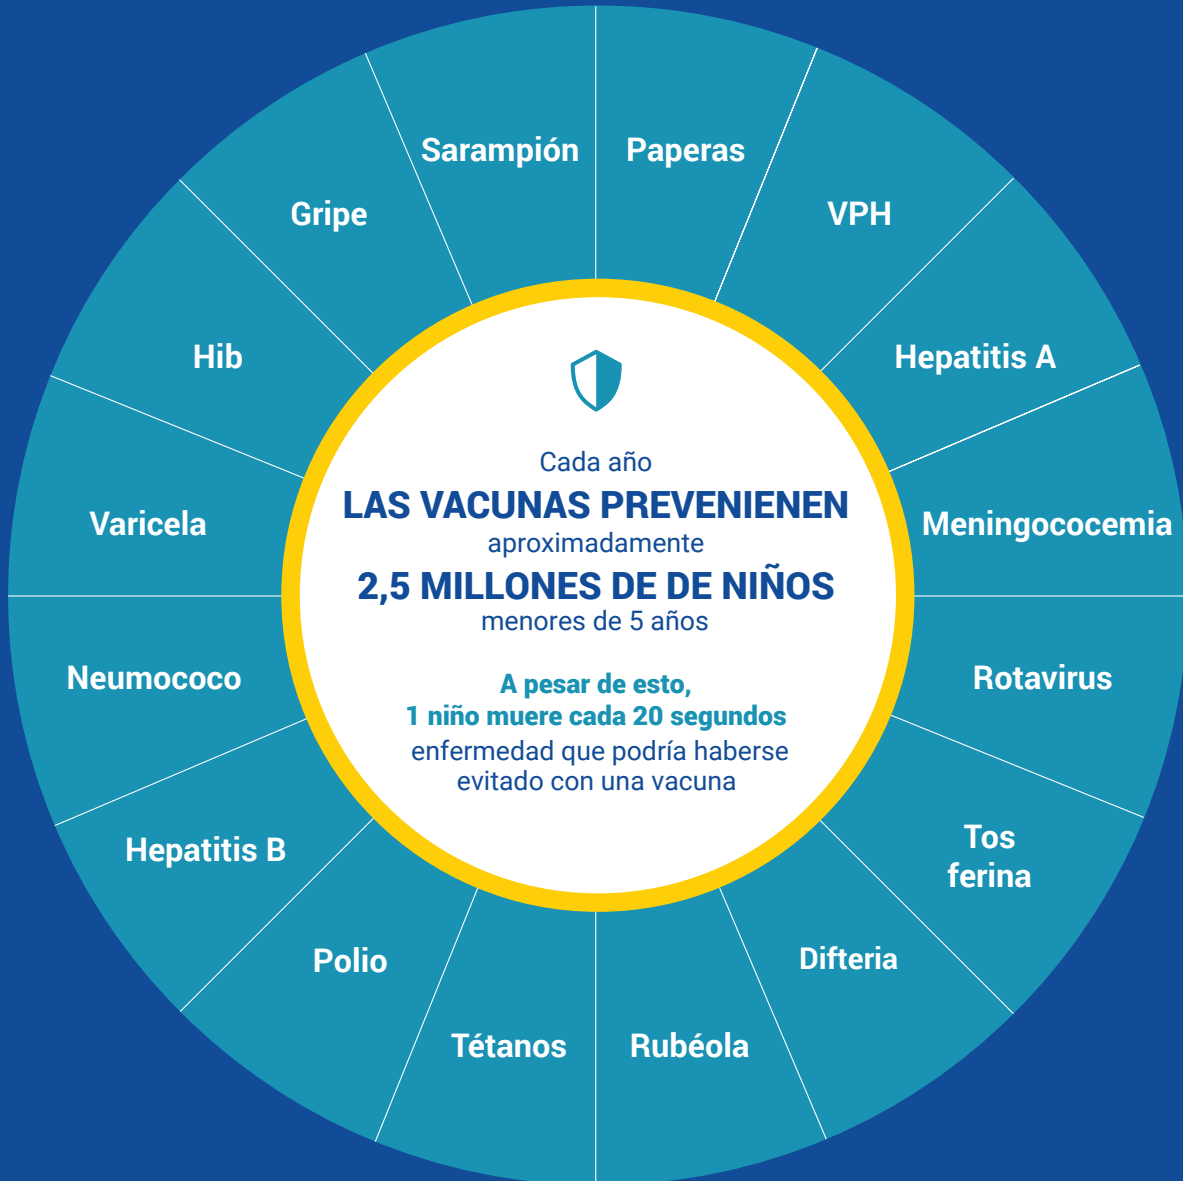 Sarampión
Paperas
VPH
Hepatitis A
Meningococemia
Rotavirus
Tos
ferina
Difteria
Rubéola
Tétanos
Polio
Hepatitis B
Neumococo
Varicela
Hib
Gripe
Cada año
LAS VACUNAS PREVENIENEN
aproximadamente
2,5 MILLONES DE DE NIÑOS
menores de 5 años
A pesar de esto,
1 niño muere cada 20 segundos
enfermedad que podría haberse
evitado con una vacuna